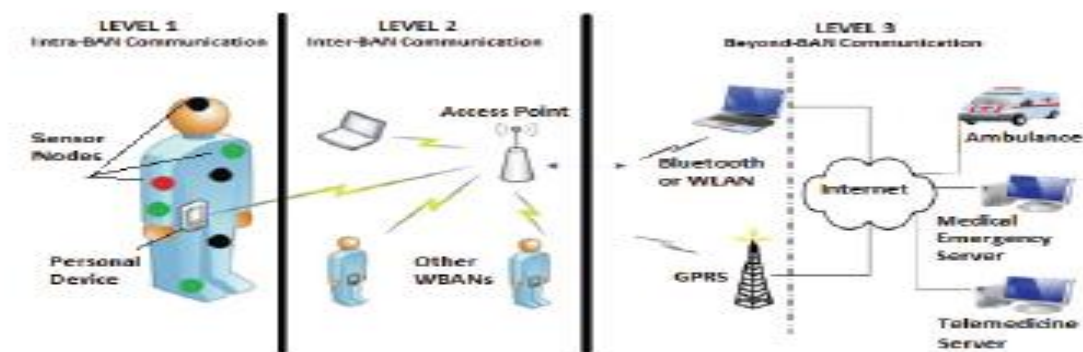 LEVEL 1
Intra-BAN Communication
LEVEL 2
Inter-BAN Communication
LEVEL 3
Beyond-BAN Communication
Sensor
Nodes
Personal
Device
Access Point
Other
WBANs
Bluetooth
or WLAN
GPRS
Internet
Ambulance
Medical
Emergency
Server
Telemedicine
Server